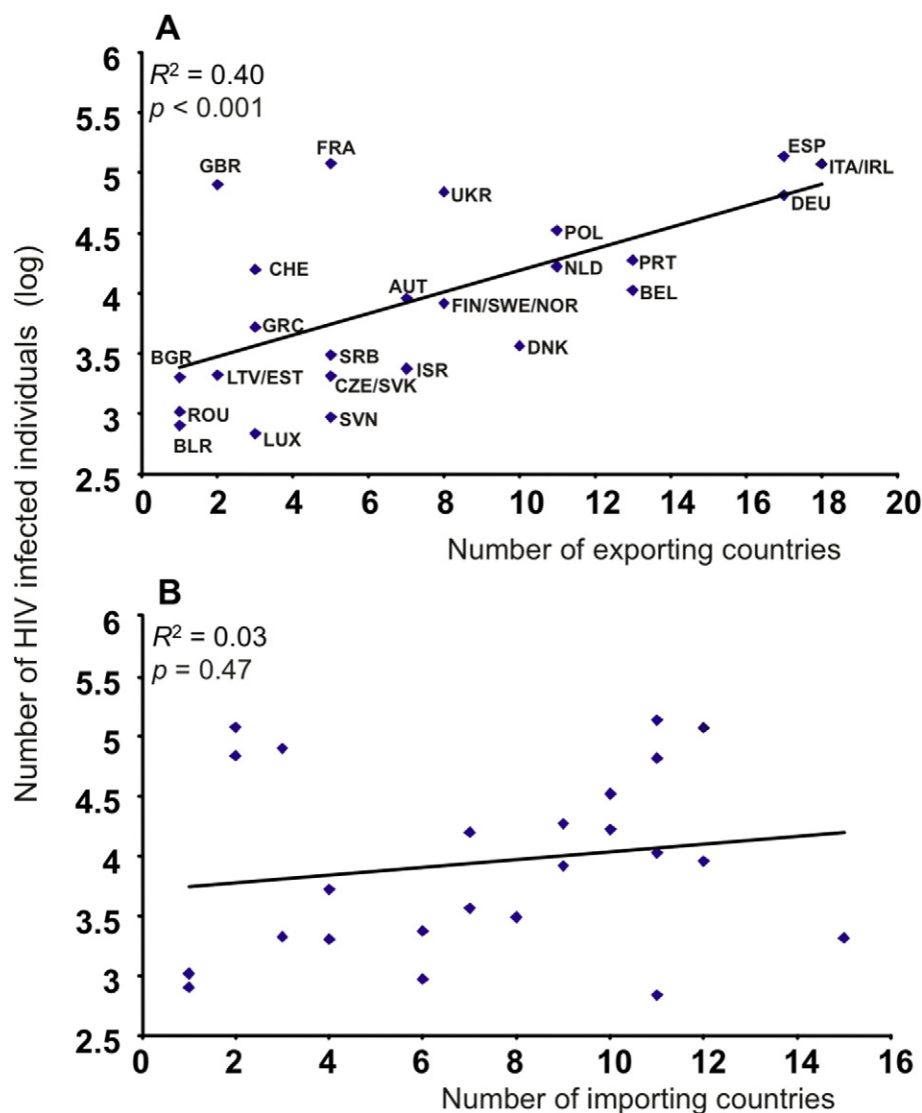 A
6
R² = 0.40
p < 0.001
5.5
FRA
ESP
GBR
ITA/IRL
5
UKR
DEU
4.5
POL
CHE
NLD
PRT
AUT
BEL
4
FIN/SWE/NOR
GRC
3.5
BGR
SRB
DNK
LTV/EST
CZE/SVK
ISR
3
ROU
SVN
BLR
LUX
2.5
0 2 4 6 8 10 12 14 16 18 20
Number of exporting countries
Number of HIV infected individuals (log)
B
6
R² = 0.03
p = 0.47
5.5
5
4.5
4
3.5
3
2.5
0 2 4 6 8 10 12 14 16
Number of importing countries